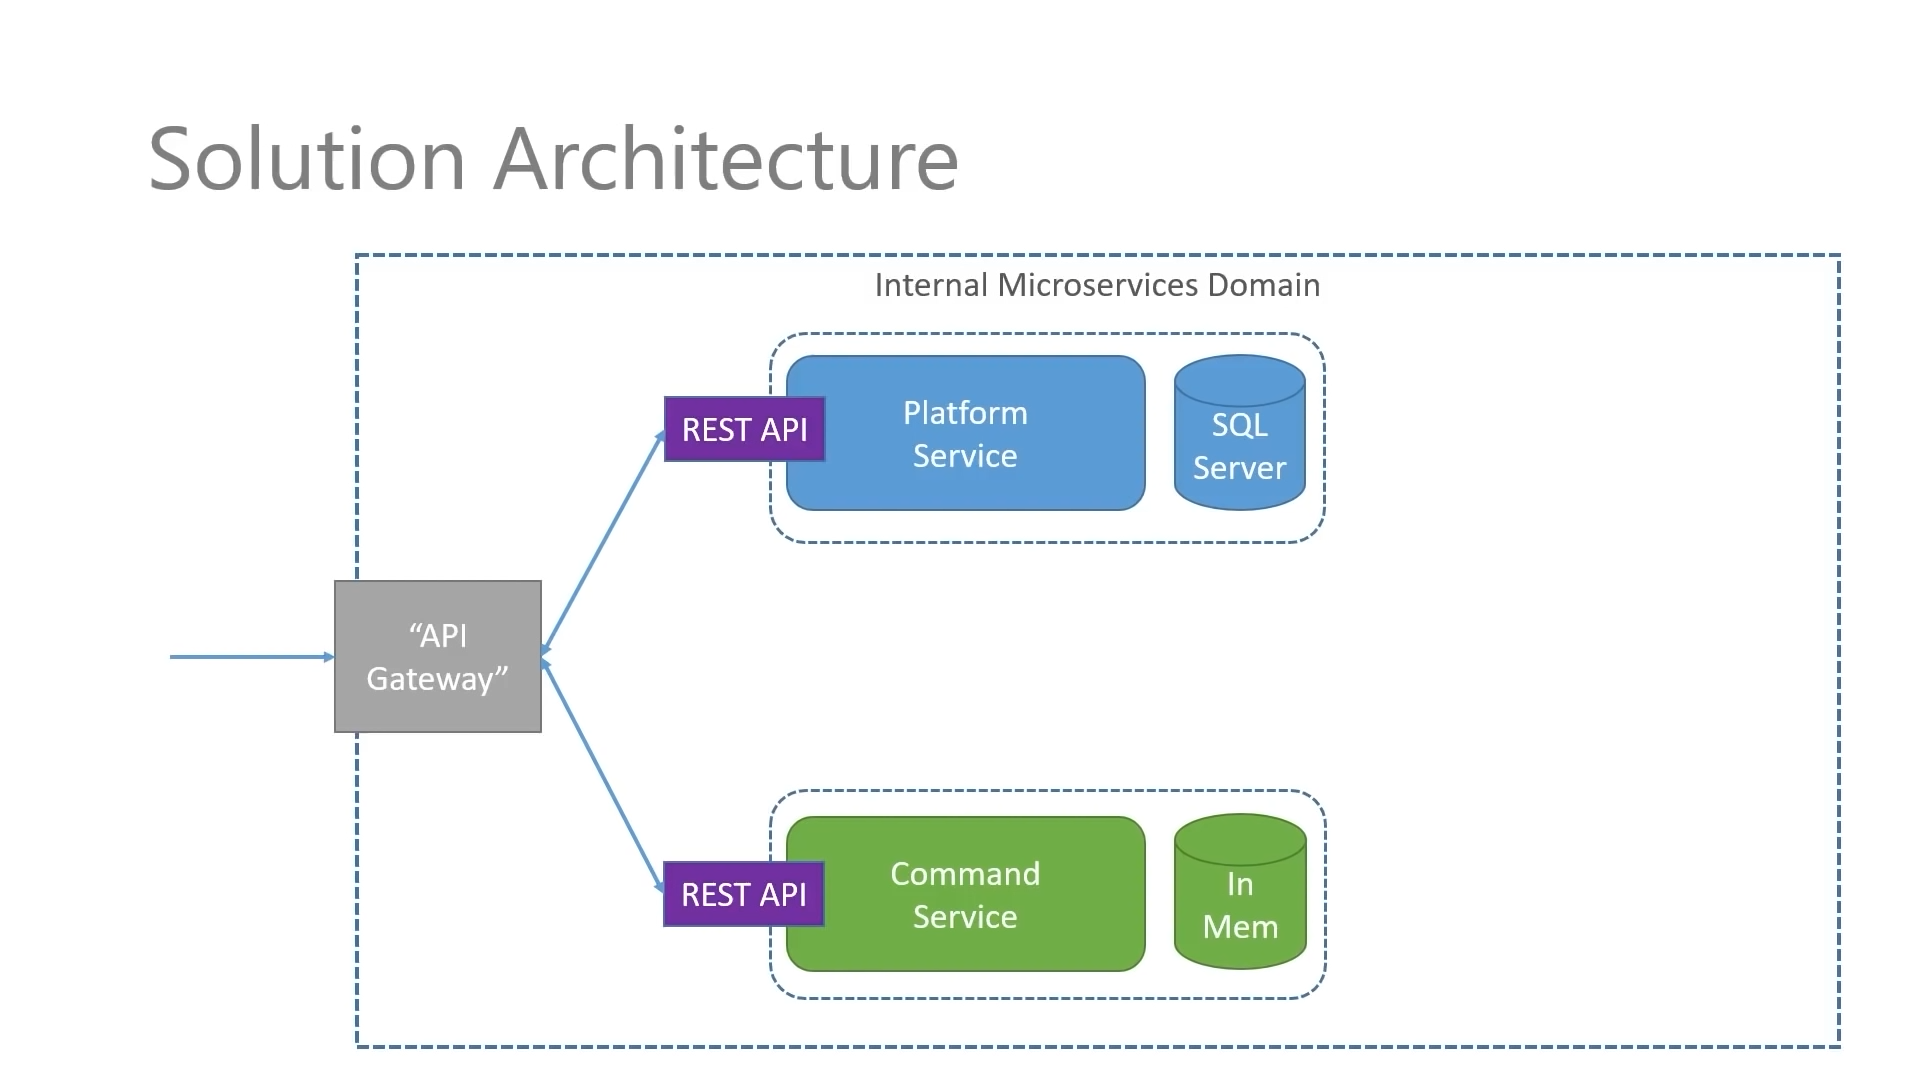 Solution Architecture
Internal Microservices Domain
REST API
Platform
Service
SQL
Server
“API
Gateway”
REST API
Command
Service
In
Mem